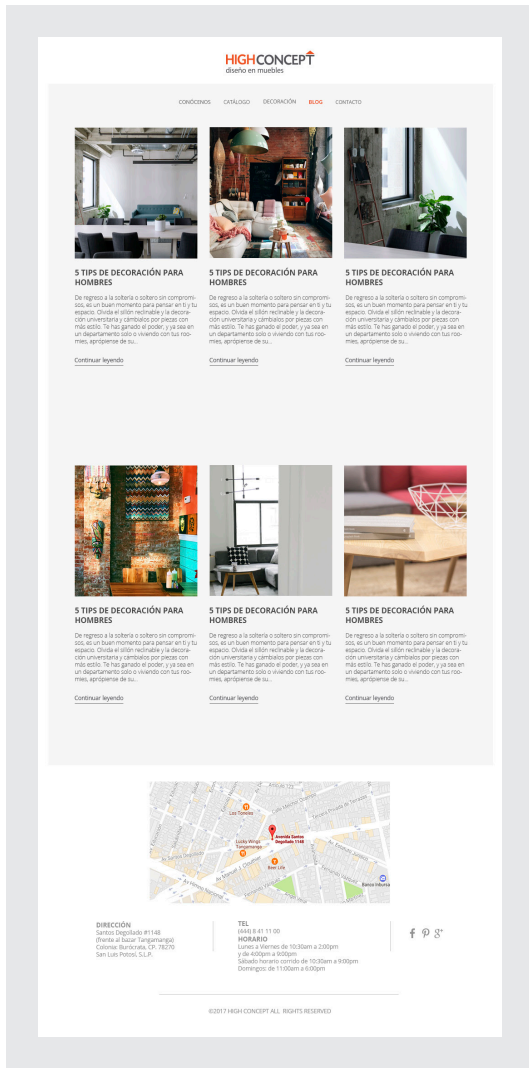 HIGHCONCEPT
diseño en muebles
CONÓCENOS CATÁLOGO DECORACIÓN BLOG CONTACTO
5 TIPS DE DECORACIÓN PARA
HOMBRES
De regreso a la soltería o soltero sin compromi-
sos, es un buen momento para pensar en ti y tu
espacio. Olvida el sillón reclinable y la decora-
ción universitaria y cámbialos por piezas con
más estilo. Te has ganado el poder, y ya sea en
un departamento solo o viviendo con tus roo-
mies, aprópiense de su...
Continuar leyendo
5 TIPS DE DECORACIÓN PARA
HOMBRES
De regreso a la soltería o soltero sin compromi-
sos, es un buen momento para pensar en ti y tu
espacio. Olvida el sillón reclinable y la decora-
ción universitaria y cámbialos por piezas con
más estilo. Te has ganado el poder, y ya sea en
un departamento solo o viviendo con tus roo-
mies, aprópiense de su...
Continuar leyendo
5 TIPS DE DECORACIÓN PARA
HOMBRES
De regreso a la soltería o soltero sin compromi-
sos, es un buen momento para pensar en ti y tu
espacio. Olvida el sillón reclinable y la decora-
ción universitaria y cámbialos por piezas con
más estilo. Te has ganado el poder, y ya sea en
un departamento solo o viviendo con tus roo-
mies, aprópiense de su...
Continuar leyendo
5 TIPS DE DECORACIÓN PARA
HOMBRES
De regreso a la soltería o soltero sin compromi-
sos, es un buen momento para pensar en ti y tu
espacio. Olvida el sillón reclinable y la decora-
ción universitaria y cámbialos por piezas con
más estilo. Te has ganado el poder, y ya sea en
un departamento solo o viviendo con tus roo-
mies, aprópiense de su...
Continuar leyendo
5 TIPS DE DECORACIÓN PARA
HOMBRES
De regreso a la soltería o soltero sin compromi-
sos, es un buen momento para pensar en ti y tu
espacio. Olvida el sillón reclinable y la decora-
ción universitaria y cámbialos por piezas con
más estilo. Te has ganado el poder, y ya sea en
un departamento solo o viviendo con tus roo-
mies, aprópiense de su...
Continuar leyendo
5 TIPS DE DECORACIÓN PARA
HOMBRES
De regreso a la soltería o soltero sin compromi-
sos, es un buen momento para pensar en ti y tu
espacio. Olvida el sillón reclinable y la decora-
ción universitaria y cámbialos por piezas con
más estilo. Te has ganado el poder, y ya sea en
un departamento solo o viviendo con tus roo-
mies, aprópiense de su...
Continuar leyendo
Los Toneles
Avenida Santos
Degollado 1148
Lucky Wings
Tangamanga
Beer Life
Banco Inbursa
DIRECCIÓN
Santos Degollado #1148
(frente al bazar Tangamanga)
Colonia: Burócrata, CP. 78270
San Luis Potosí, S.L.P.
TEL
(444) 8 41 11 00
HORARIO
Lunes a Viernes de 10:30am a 2:00pm
y de 4:00pm a 9:00pm
Sábado horario corrido de 10:30am a 9:00pm
Domingos: de 11:00am a 6:00pm
©2017 HIGH CONCEPT ALL RIGHTS RESERVED